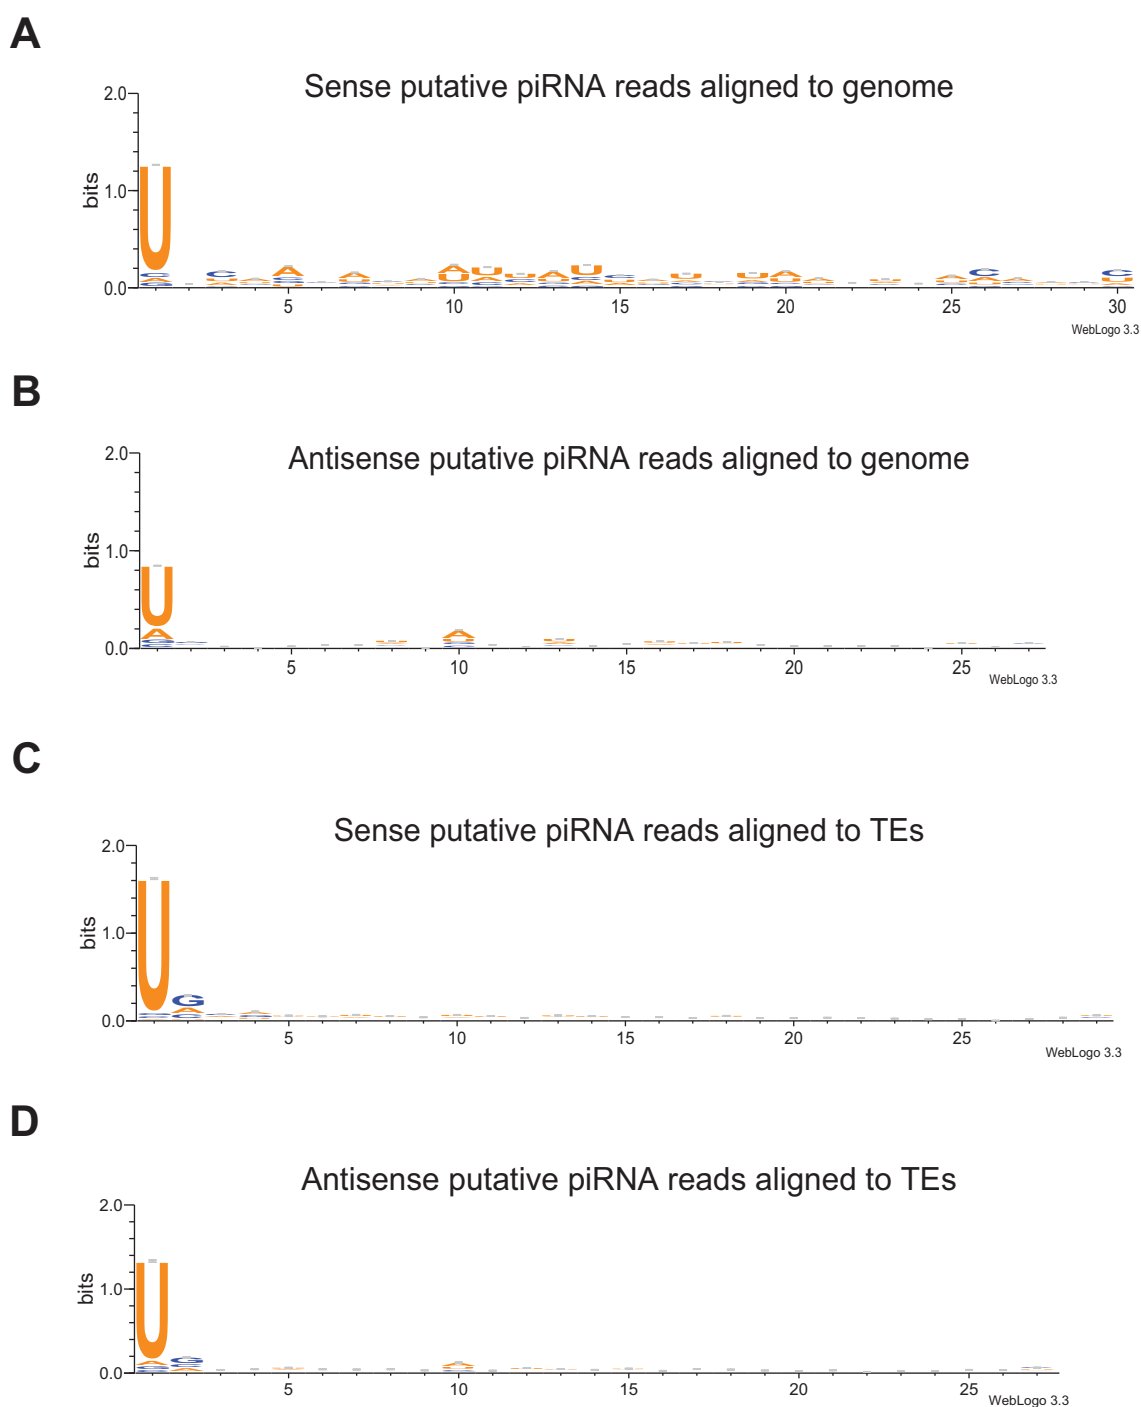 A
Sense putative piRNA reads aligned to genome
2.0
1.0
0.0
bits
U
5
10
15
20
25
30
WebLogo 3.3
B
Antisense putative piRNA reads aligned to genome
2.0
1.0
0.0
bits
U
A
A
5
10
15
20
25
WebLogo 3.3
C
Sense putative piRNA reads aligned to TEs
2.0
1.0
0.0
bits
U
G
A
5
10
15
20
25
WebLogo 3.3
D
Antisense putative piRNA reads aligned to TEs
2.0
1.0
0.0
bits
U
5
10
15
20
25
WebLogo 3.3